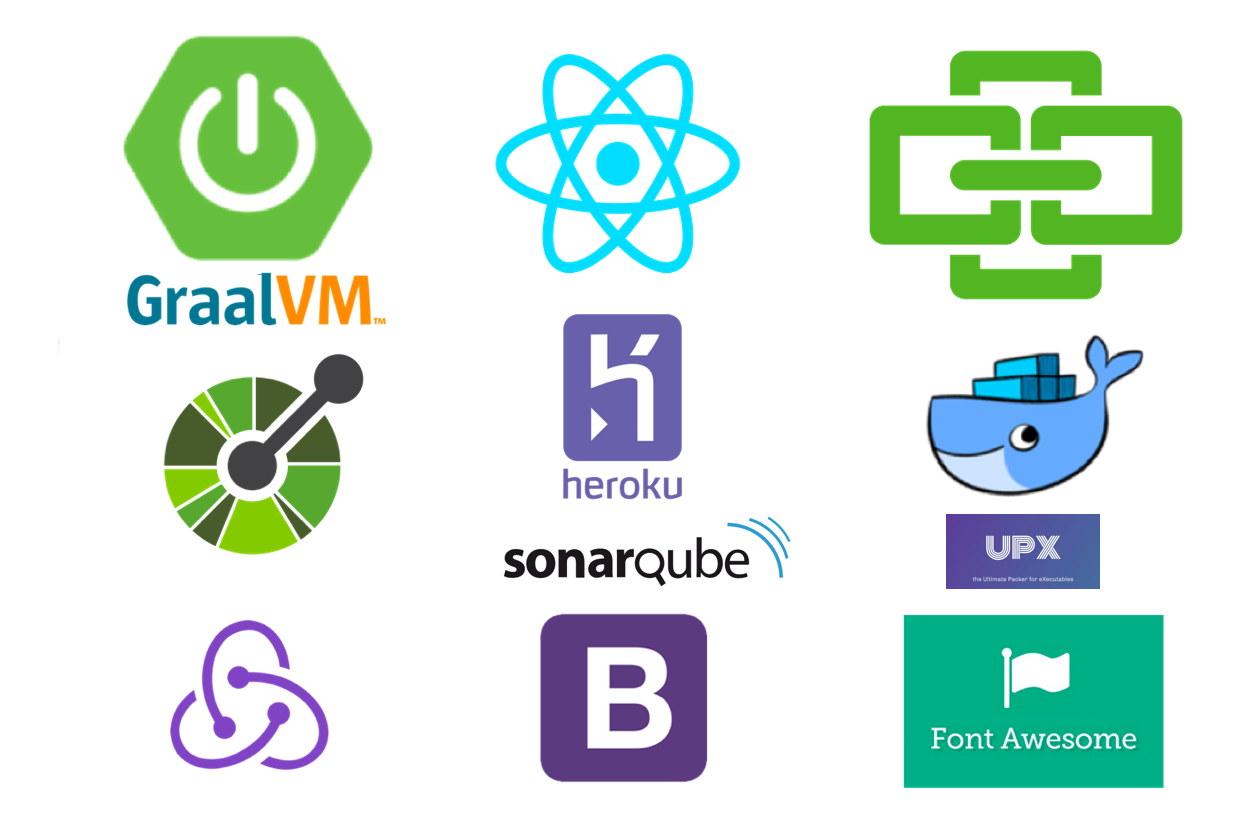 GraalVM™
heroku
sonarqube
UPX
the Ultimate Packer for eXecutables
B
Font Awesome